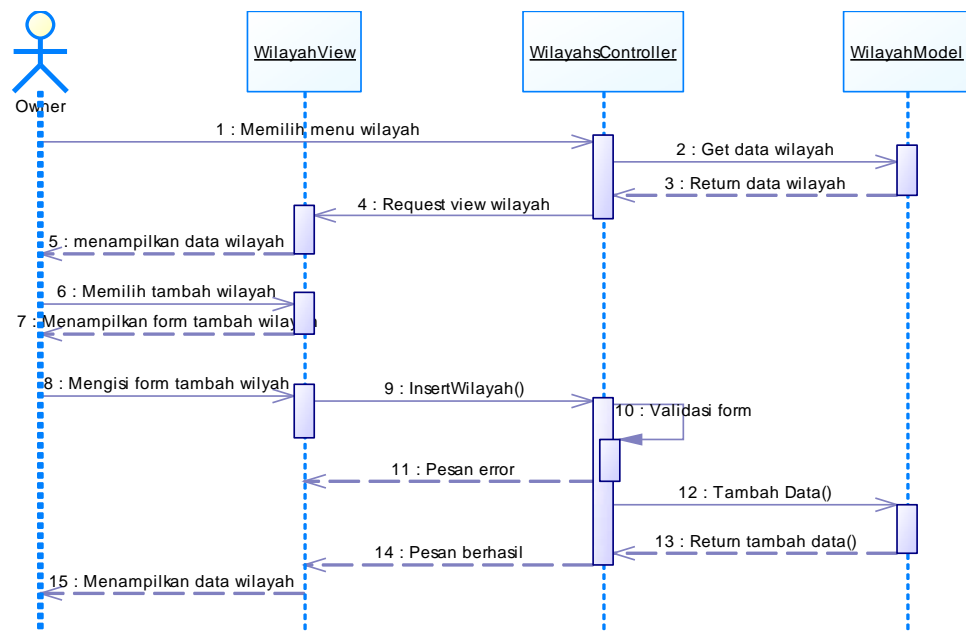 WilayahView
WilayahsController
WilayahModel
Owner
1 : Memilih menu wilayah
2 : Get data wilayah
3 : Return data wilayah
4 : Request view wilayah
5 : menampilkan data wilayah
6 : Memilih tambah wilayah
7 : Menampilkan form tambah wilayah
8 : Mengisi form tambah wilyah
9 : InsertWilayah()
10 : Validasi form
11 : Pesan error
12 : Tambah Data()
13 : Return tambah data()
14 : Pesan berhasil
15 : Menampilkan data wilayah